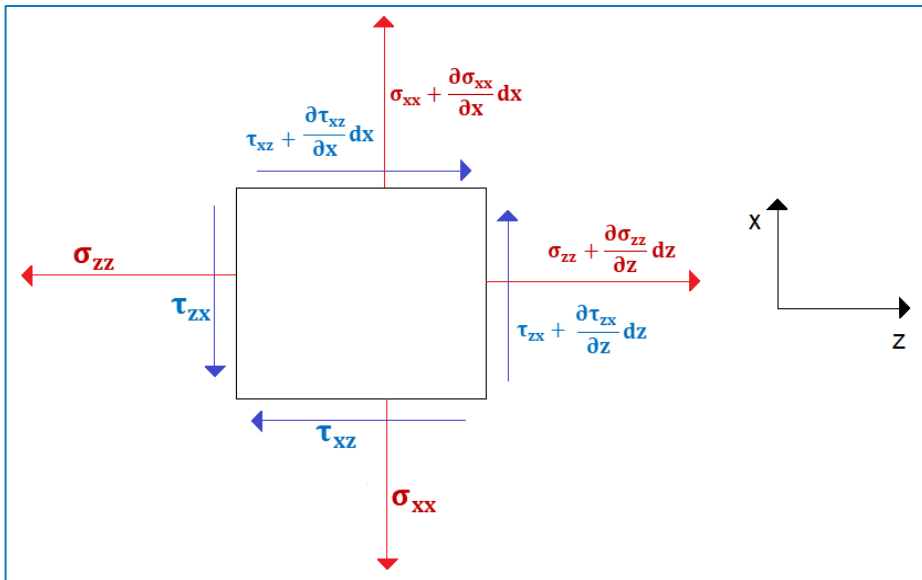 σxx + ∂σxx/∂x dx
τxz + ∂τxz/∂x dx
σzz
τzx
σzz + ∂σzz/∂z dz
τzx + ∂τzx/∂z dz
x
z
τxz
σxx